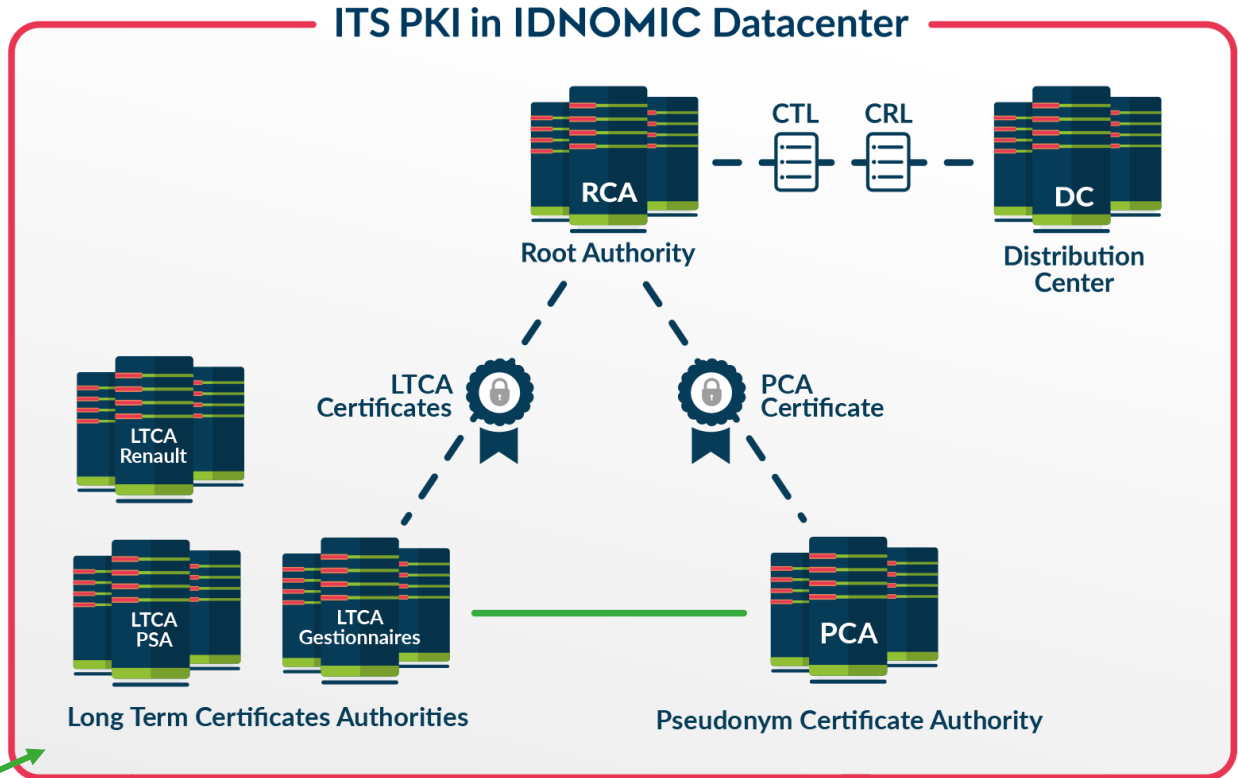 ITS PKI in IDNOMIC Datacenter
CTL
CRL
RCA
DC
Root Authority
Distribution
Center
LTCA
Certificates
PCA
Certificate
LTCA
Renault
LTCA
PSA
LTCA
Gestionnaires
PCA
Long Term Certificates Authorities
Pseudonym Certificate Authority